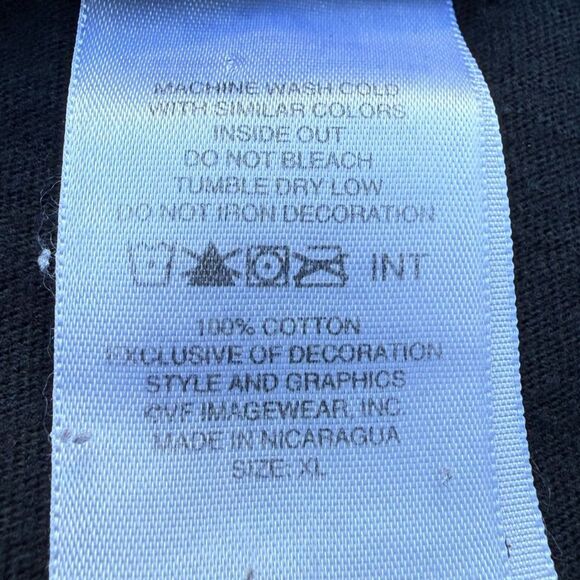 MACHINE WASH COLD
WITH SIMILAR COLORS
INSIDE OUT
DO NOT BLEACH
TUMBLE DRY LOW
DO NOT IRON DECORATION
INT
100% COTTON
EXCLUSIVE OF DECORATION
STYLE AND GRAPHICS
©VF IMAGEWEAR, INC.
MADE IN NICARAGUA
SIZE: XL